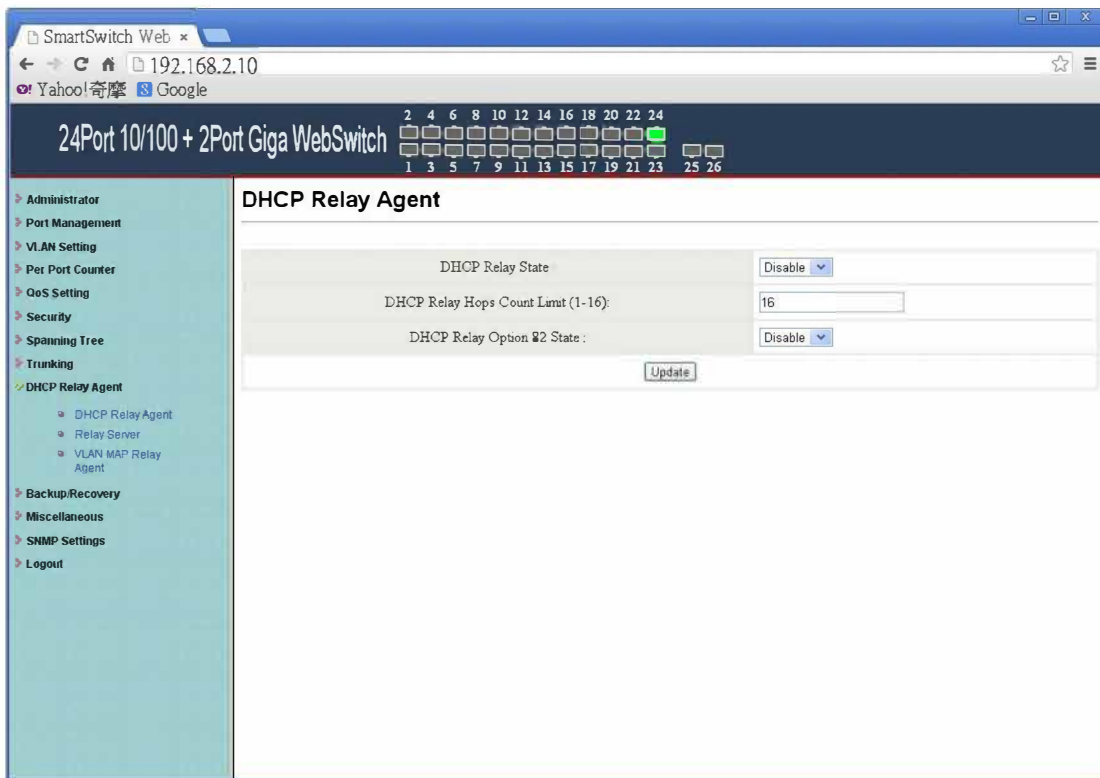 SmartSwitch Web ×
192.168.2.10
Yahoo!奇摩 Google
24Port 10/100 + 2Port Giga WebSwitch
2 4 6 8 10 12 14 16 18 20 22 24
1 3 5 7 9 11 13 15 17 19 21 23 25 26
Administrator
Port Management
VLAN Setting
Per Port Counter
QoS Setting
Security
Spanning Tree
Trunking
DHCP Relay Agent
DHCP Relay Agent
Relay Server
VLAN MAP Relay
Agent
Backup/Recovery
Miscellaneous
SNMP Settings
Logout
DHCP Relay Agent
DHCP Relay State Disable
DHCP Relay Hops Count Limit (1-16): 16
DHCP Relay Option 82 State : Disable
Update